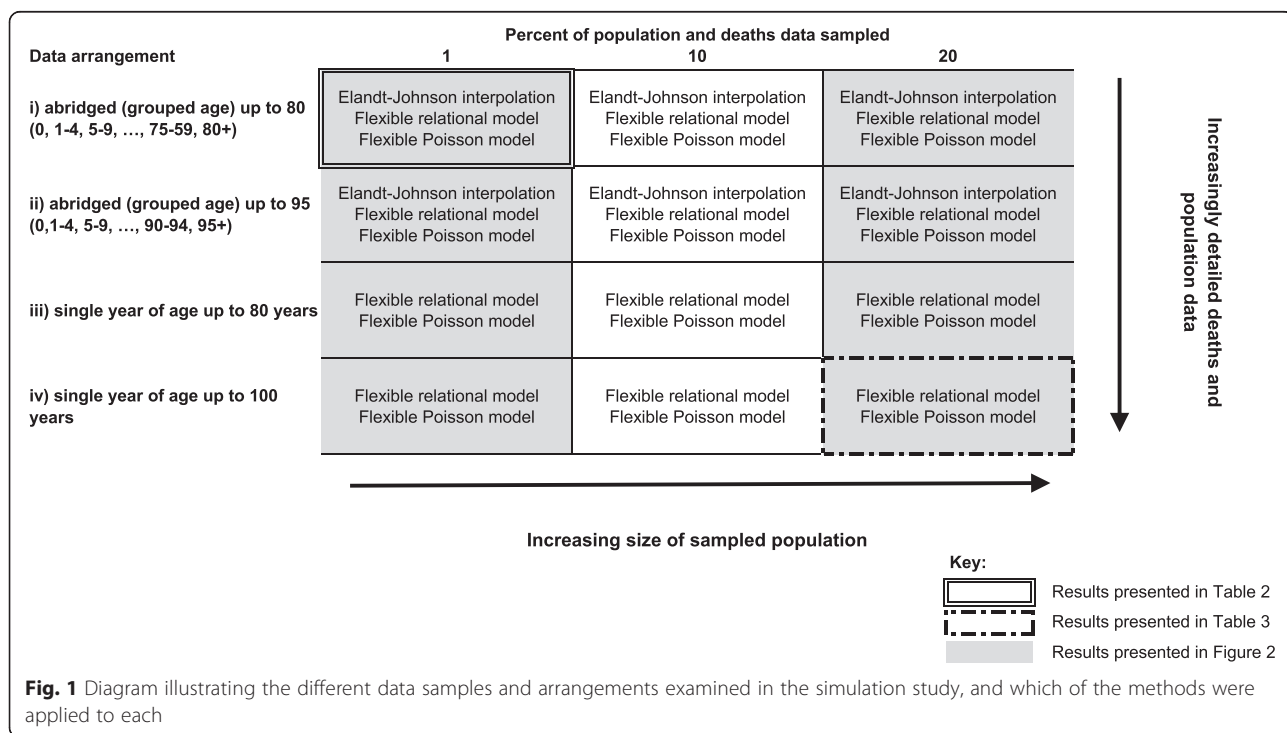 Percent of population and deaths data sampled
Data arrangement 1 10 20
i) abridged (grouped age) up to 80
(0, 1-4, 5-9, ..., 75-59, 80+)
Elandt-Johnson interpolation
Flexible relational model
Flexible Poisson model
Elandt-Johnson interpolation
Flexible relational model
Flexible Poisson model
Elandt-Johnson interpolation
Flexible relational model
Flexible Poisson model
ii) abridged (grouped age) up to 95
(0,1-4, 5-9, ..., 90-94, 95+)
Elandt-Johnson interpolation
Flexible relational model
Flexible Poisson model
Elandt-Johnson interpolation
Flexible relational model
Flexible Poisson model
Elandt-Johnson interpolation
Flexible relational model
Flexible Poisson model
iii) single year of age up to 80 years
Flexible relational model
Flexible Poisson model
Flexible relational model
Flexible Poisson model
Flexible relational model
Flexible Poisson model
iv) single year of age up to 100
years
Flexible relational model
Flexible Poisson model
Flexible relational model
Flexible Poisson model
Flexible relational model
Flexible Poisson model
Increasingly detailed deaths and
population data
Increasing size of sampled population
Key:
Results presented in Table 2
Results presented in Table 3
Results presented in Figure 2
Fig. 1 Diagram illustrating the different data samples and arrangements examined in the simulation study, and which of the methods were
applied to each